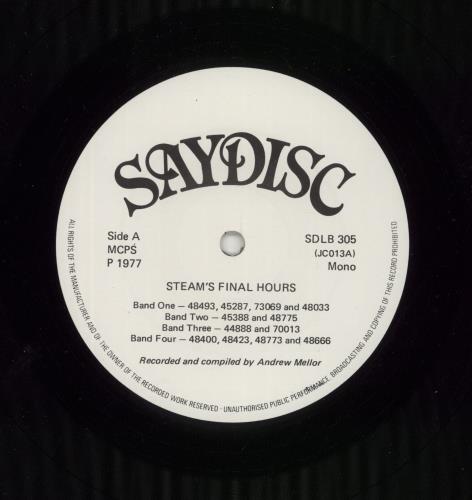 SAYDISC
Side A
MCPS
P 1977
SDLB 305
(JC013A)
Mono
STEAM'S FINAL HOURS
Band One – 48493, 45287, 73069 and 48033
Band Two – 45388 and 48775
Band Three – 44888 and 70013
Band Four – 48400, 48423, 48773 and 48666
Recorded and compiled by Andrew Mellor
ALL RIGHTS OF THE MANUFACTURER AND OF THE OWNER OF THE RECORDED WORK RESERVED · UNAUTHORISED PUBLIC PERFORMANCE, BROADCASTING AND COPYING OF THIS RECORD PROHIBITED